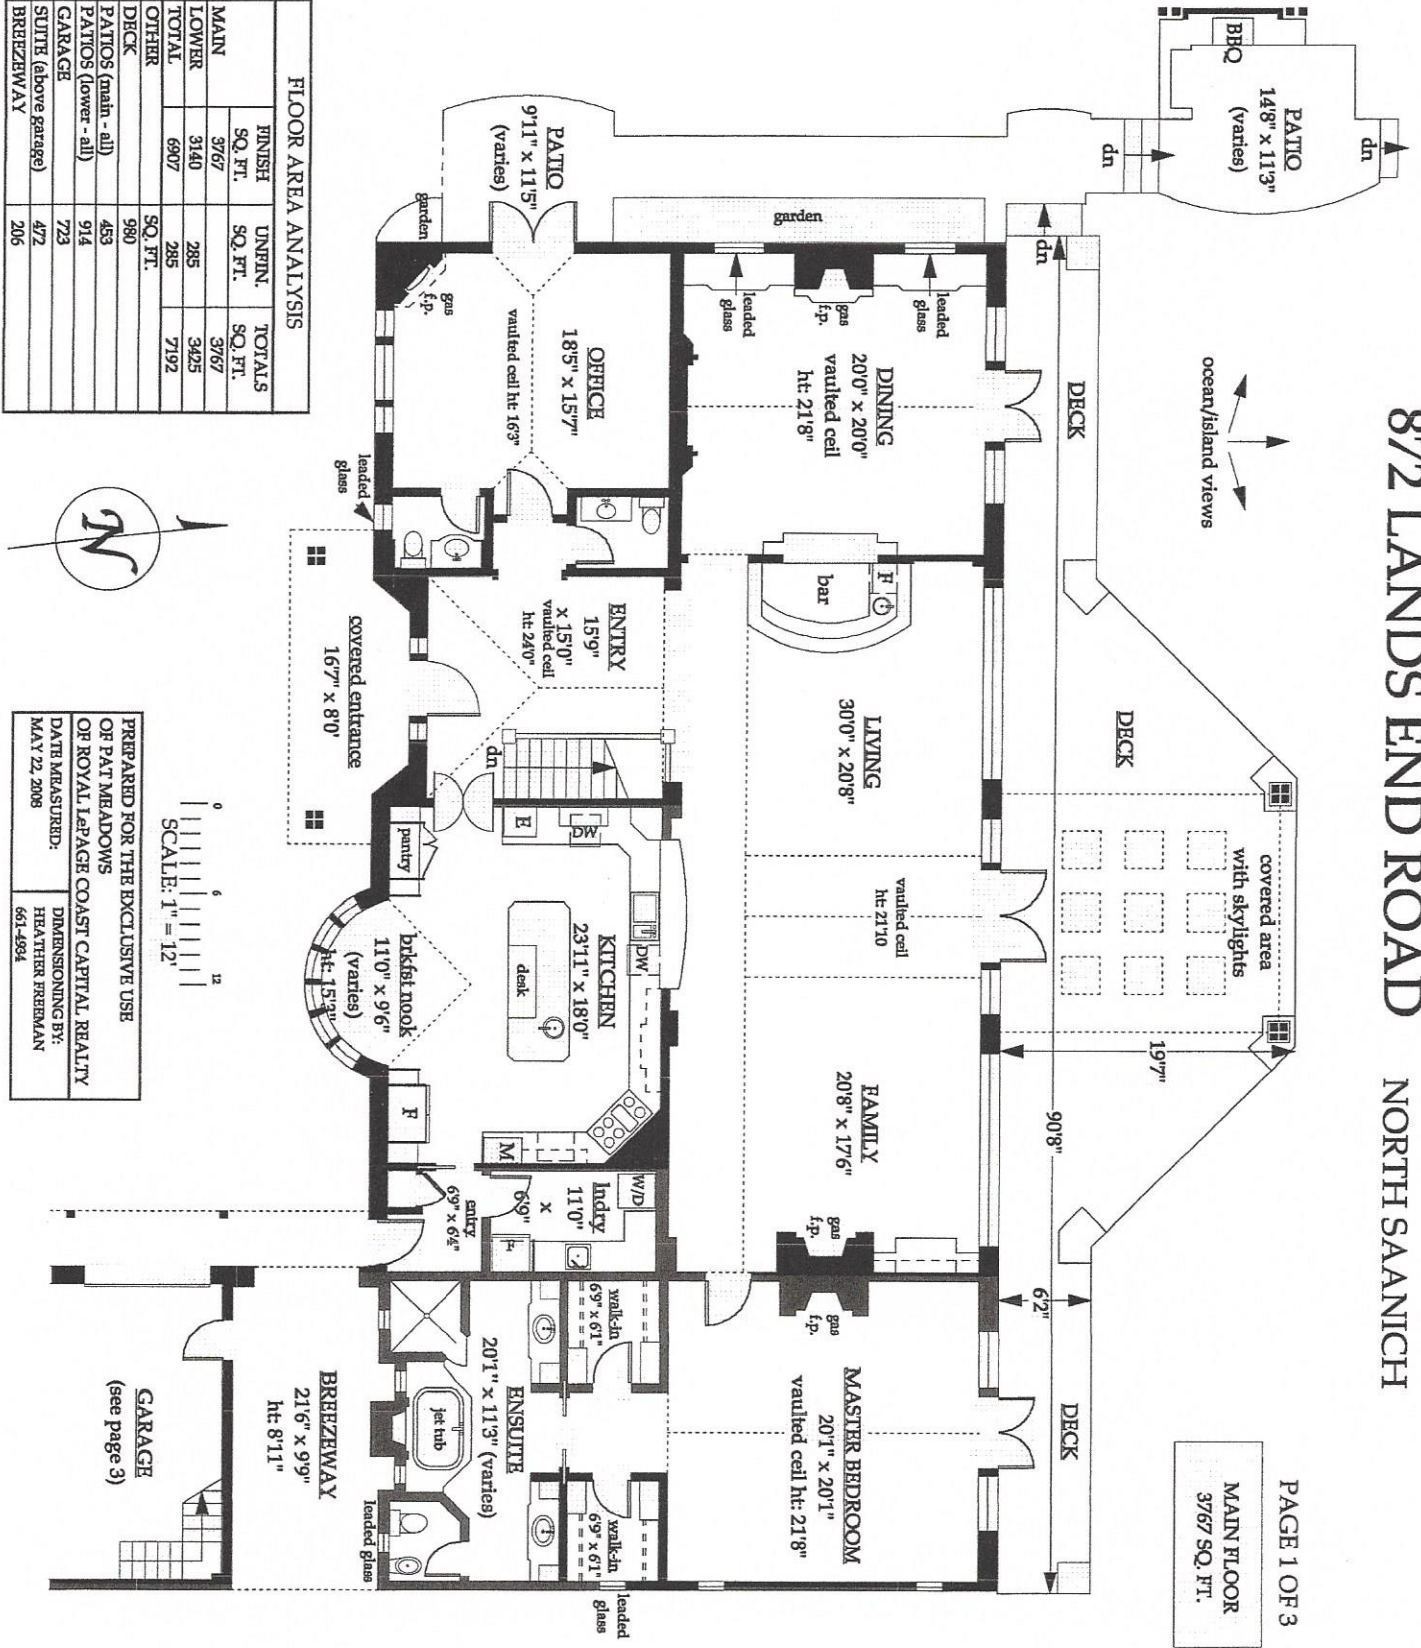 872 LANDS END ROAD NORTH SAANICH
PAGE 1 OF 3
MAIN FLOOR
3767 SQ. FT.
ocean/island views
BBQ
PATIO
14'8" x 11'3"
(varies)
dn
dn
dn
DECK
DECK
covered area
with skylights
19'7"
90'8"
6'2"
DECK
garden
leaded
glass
gas
f.p.
leaded
glass
DINING
20'0" x 20'0"
vaulted ceil
ht: 21'8"
bar
F
LIVING
30'0" x 20'8"
vaulted ceil
ht: 21'10
FAMILY
20'8" x 17'6"
gas
f.p.
gas
f.p.
MASTER BEDROOM
20'1" x 20'1"
vaulted ceil ht: 21'8"
PATIO
9'11" x 11'5"
(varies)
garden
gas
f.p.
OFFICE
18'5" x 15'7"
vaulted ceil ht: 16'3"
leaded
glass
ENTRY
15'9"
x 15'0"
vaulted ceil
ht: 24'0"
dn
covered entrance
16'7" x 8'0'
KITCHEN
23'11" x 18'0"
desk
E
DW
DW
pantry
F
M
brkfst nook
11'0" x 9'6"
(varies)
ht: 15'2"
W/D
lndry
11'0"
x
6'9"
F
entry
6'9" x 6'4"
walk-in
6'9" x 6'1"
walk-in
6'9" x 6'1"
leaded
glass
ENSUITE
20'1" x 11'3" (varies)
jet tub
leaded glass
BREEZEWAY
21'6" x 9'9"
ht: 8'11"
GARAGE
(see page 3)
FLOOR AREA ANALYSIS
FINISH SQ. FT. UNFIN. SQ. FT. TOTALS SQ. FT.
MAIN 3767 3767
LOWER 3140 285 3425
TOTAL 6907 285 7192
OTHER SQ. FT.
DECK 980
PATIOS (main - all) 453
PATIOS (lower - all) 914
GARAGE 723
SUITE (above garage) 472
BREEZEWAY 206
N
0 6 12
SCALE: 1" = 12'
PREPARED FOR THE EXCLUSIVE USE
OF PAT MEADOWS
OF ROYAL LePAGE COAST CAPITAL REALTY
DATE MEASURED:
MAY 22, 2008
DIMENSIONING BY:
HEATHER FREEMAN
661-4934